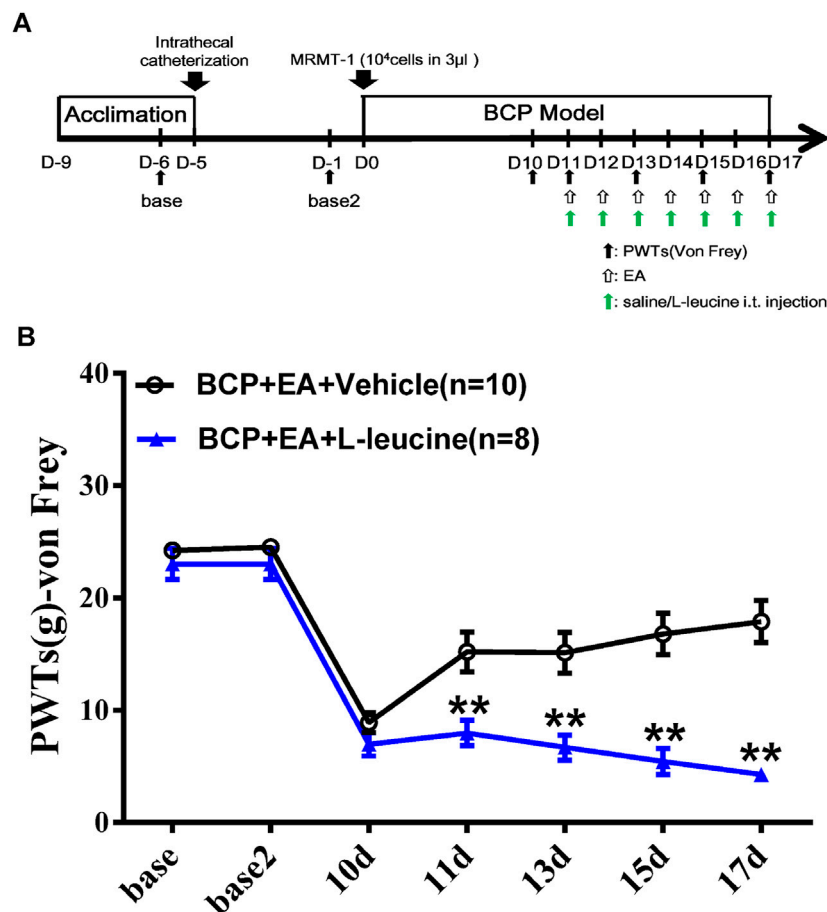 A
Intrathecal
catheterization
MRMT-1 (10⁴cells in 3µl )
Acclimation
BCP Model
D-9 D-6 D-5 D-1 D0 D10 D11 D12 D13 D14 D15 D16 D17
base base2
: PWTs(Von Frey)
: EA
: saline/L-leucine i.t. injection
B
PWTs(g)-von Frey
40
30
20
10
0
BCP+EA+Vehicle(n=10)
BCP+EA+L-leucine(n=8)
** ** ** **
base base2 10d 11d 13d 15d 17d